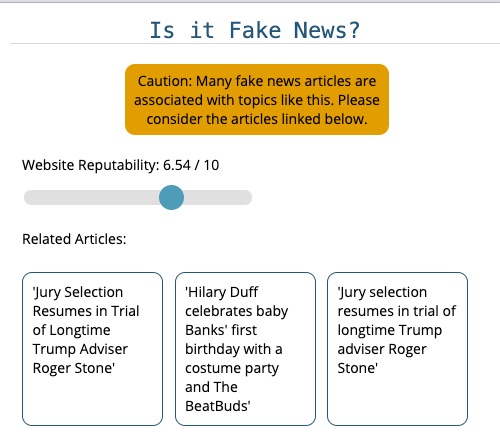 Is it Fake News?
Caution: Many fake news articles are
associated with topics like this. Please
consider the articles linked below.
Website Reputability: 6.54 / 10
Related Articles:
'Jury Selection
Resumes in Trial
of Longtime
Trump Adviser
Roger Stone'
'Hilary Duff
celebrates baby
Banks' first
birthday with a
costume party
and The
BeatBuds'
'Jury selection
resumes in trial of
longtime Trump
adviser Roger
Stone'